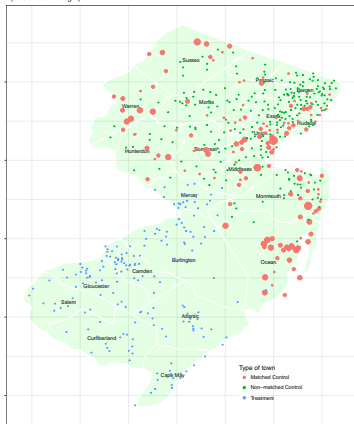 Sussex
Passaic
Bergen
Warren
Morris
Essex
Hudson
Union
Hunterdon
Somerset
Middlesex
Mercer
Monmouth
Burlington
Ocean
Camden
Gloucester
Salem
Atlantic
Cumberland
Cape May
Type of town
Matched Control
Non−matched Control
Treatment